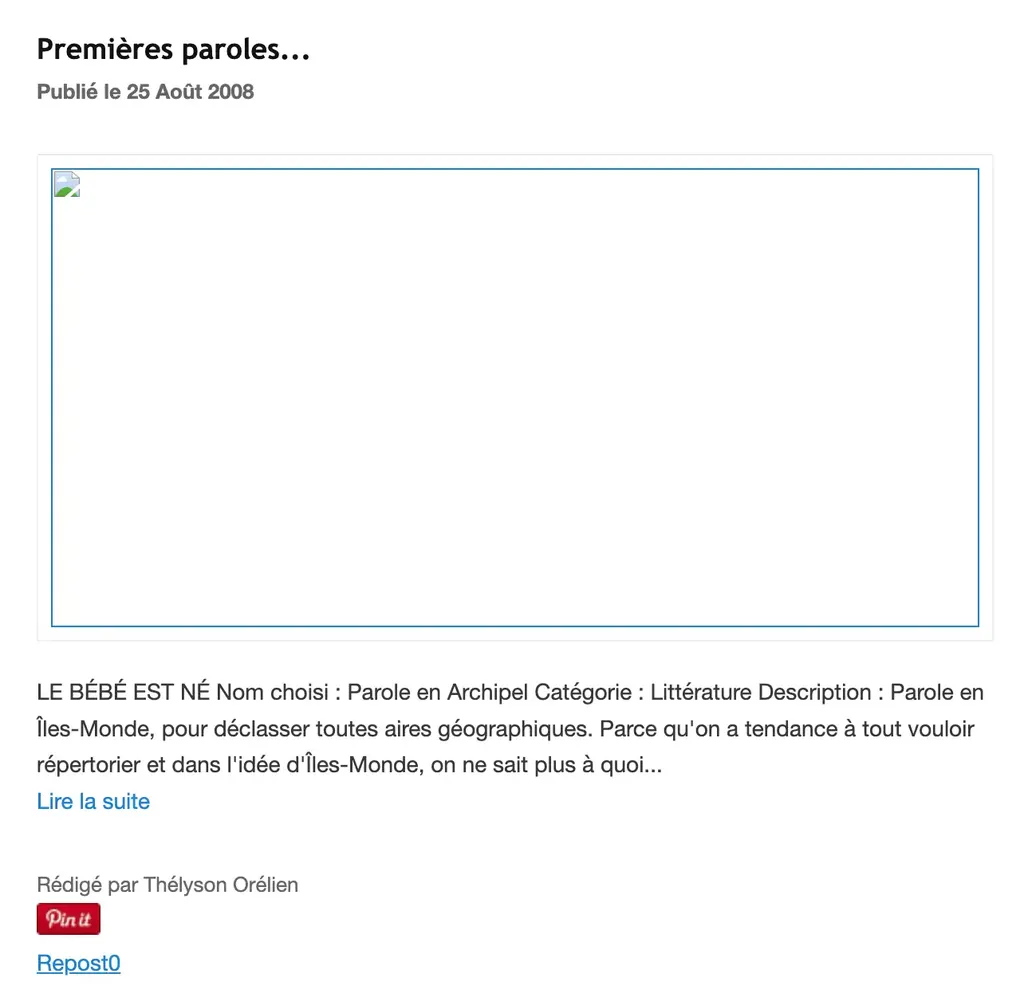 Premières paroles...
Publié le 25 Août 2008
LE BÉBÉ EST NÉ Nom choisi : Parole en Archipel Catégorie : Littérature Description : Parole en
Îles-Monde, pour déclasser toutes aires géographiques. Parce qu'on a tendance à tout vouloir
répertorier et dans l'idée d'Îles-Monde, on ne sait plus à quoi...
Lire la suite
Rédigé par Thélyson Orélien
Pin it
Repost0